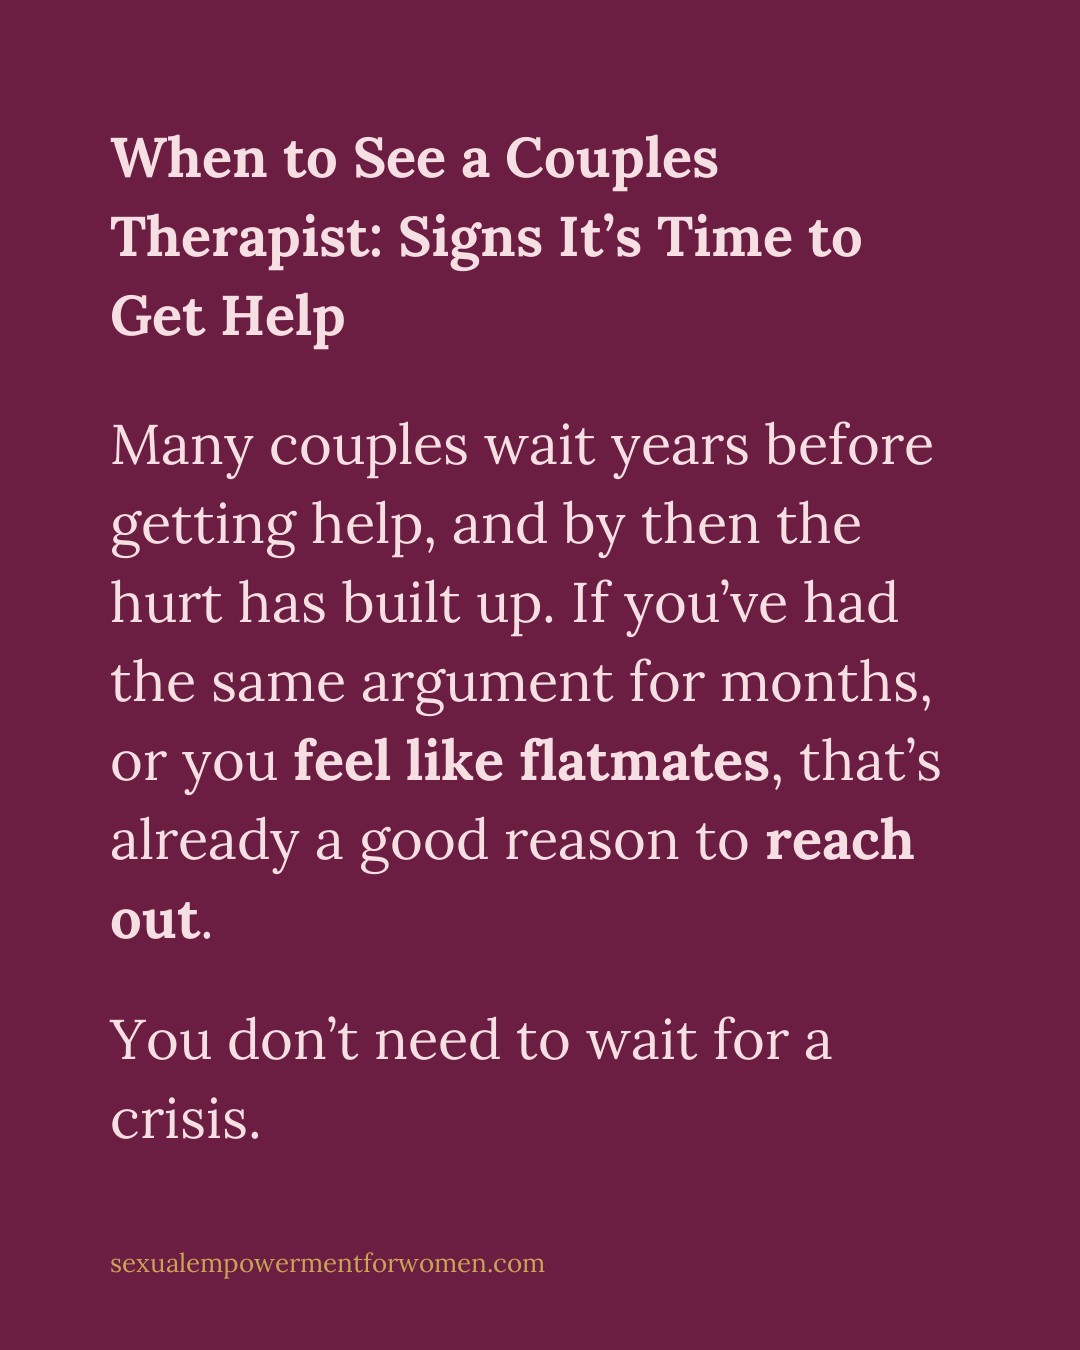 When to See a Couples
Therapist: Signs It’s Time to
Get Help
Many couples wait years before
getting help, and by then the
hurt has built up. If you’ve had
the same argument for months,
or you feel like flatmates, that’s
already a good reason to reach
out.
You don’t need to wait for a
crisis.
sexualempowermentforwomen.com